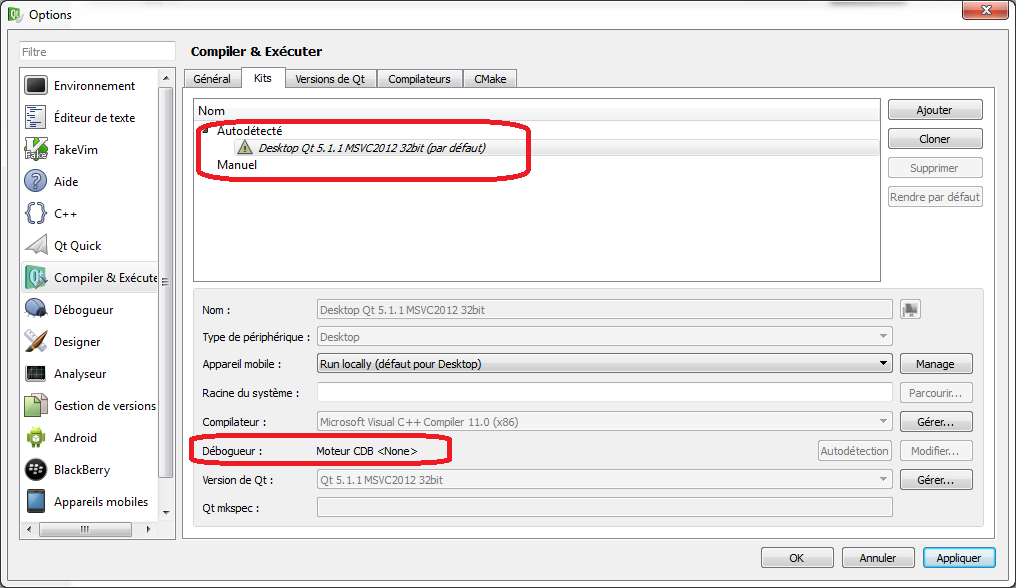 Options
Filtre
Environnement
Éditeur de texte
FakeVim
Aide
C++
Qt Quick
Compiler & Exécute
Débogueur
Designer
Analyseur
Gestion de versions
Android
BlackBerry
Appareils mobiles
Compiler & Exécuter
Général Kits Versions de Qt Compilateurs CMake
Nom
Autodétecté
Desktop Qt 5.1.1 MSVC2012 32bit (par défaut)
Manuel
Ajouter
Cloner
Supprimer
Rendre par défaut
Nom : Desktop Qt 5.1.1 MSVC2012 32bit
Type de périphérique : Desktop
Appareil mobile : Run locally (défaut pour Desktop) Manage
Racine du système : Parcourir...
Compilateur : Microsoft Visual C++ Compiler 11.0 (x86) Gérer...
Débogueur : Moteur CDB <None> Autodétection Modifier...
Version de Qt : Qt 5.1.1 MSVC2012 32bit Gérer...
Qt mkspec :
OK Annuler Appliquer